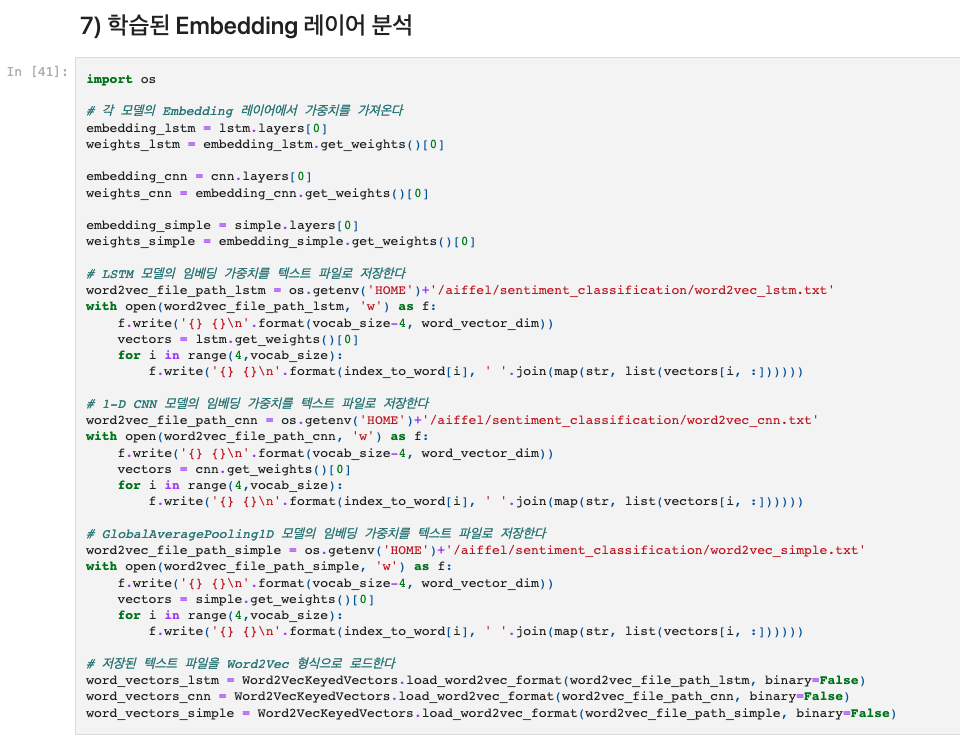 7) 학습된 Embedding 레이어 분석
In [41]:
import os
# 각 모델의 Embedding 레이어에서 가중치를 가져온다
embedding_lstm = lstm.layers[0]
weights_lstm = embedding_lstm.get_weights()[0]
embedding_cnn = cnn.layers[0]
weights_cnn = embedding_cnn.get_weights()[0]
embedding_simple = simple.layers[0]
weights_simple = embedding_simple.get_weights()[0]
# LSTM 모델의 임베딩 가중치를 텍스트 파일로 저장한다
word2vec_file_path_lstm = os.getenv('HOME')+'/aiffel/sentiment_classification/word2vec_lstm.txt'
with open(word2vec_file_path_lstm, 'w') as f:
    f.write('{} {}\n'.format(vocab_size-4, word_vector_dim))
    vectors = lstm.get_weights()[0]
    for i in range(4,vocab_size):
        f.write('{} {}\n'.format(index_to_word[i], ' '.join(map(str, list(vectors[i, :])))))
# 1-D CNN 모델의 임베딩 가중치를 텍스트 파일로 저장한다
word2vec_file_path_cnn = os.getenv('HOME')+'/aiffel/sentiment_classification/word2vec_cnn.txt'
with open(word2vec_file_path_cnn, 'w') as f:
    f.write('{} {}\n'.format(vocab_size-4, word_vector_dim))
    vectors = cnn.get_weights()[0]
    for i in range(4,vocab_size):
        f.write('{} {}\n'.format(index_to_word[i], ' '.join(map(str, list(vectors[i, :])))))
# GlobalAveragePooling1D 모델의 임베딩 가중치를 텍스트 파일로 저장한다
word2vec_file_path_simple = os.getenv('HOME')+'/aiffel/sentiment_classification/word2vec_simple.txt'
with open(word2vec_file_path_simple, 'w') as f:
    f.write('{} {}\n'.format(vocab_size-4, word_vector_dim))
    vectors = simple.get_weights()[0]
    for i in range(4,vocab_size):
        f.write('{} {}\n'.format(index_to_word[i], ' '.join(map(str, list(vectors[i, :])))))
# 저장된 텍스트 파일을 Word2Vec 형식으로 로드한다
word_vectors_lstm = Word2VecKeyedVectors.load_word2vec_format(word2vec_file_path_lstm, binary=False)
word_vectors_cnn = Word2VecKeyedVectors.load_word2vec_format(word2vec_file_path_cnn, binary=False)
word_vectors_simple = Word2VecKeyedVectors.load_word2vec_format(word2vec_file_path_simple, binary=False)